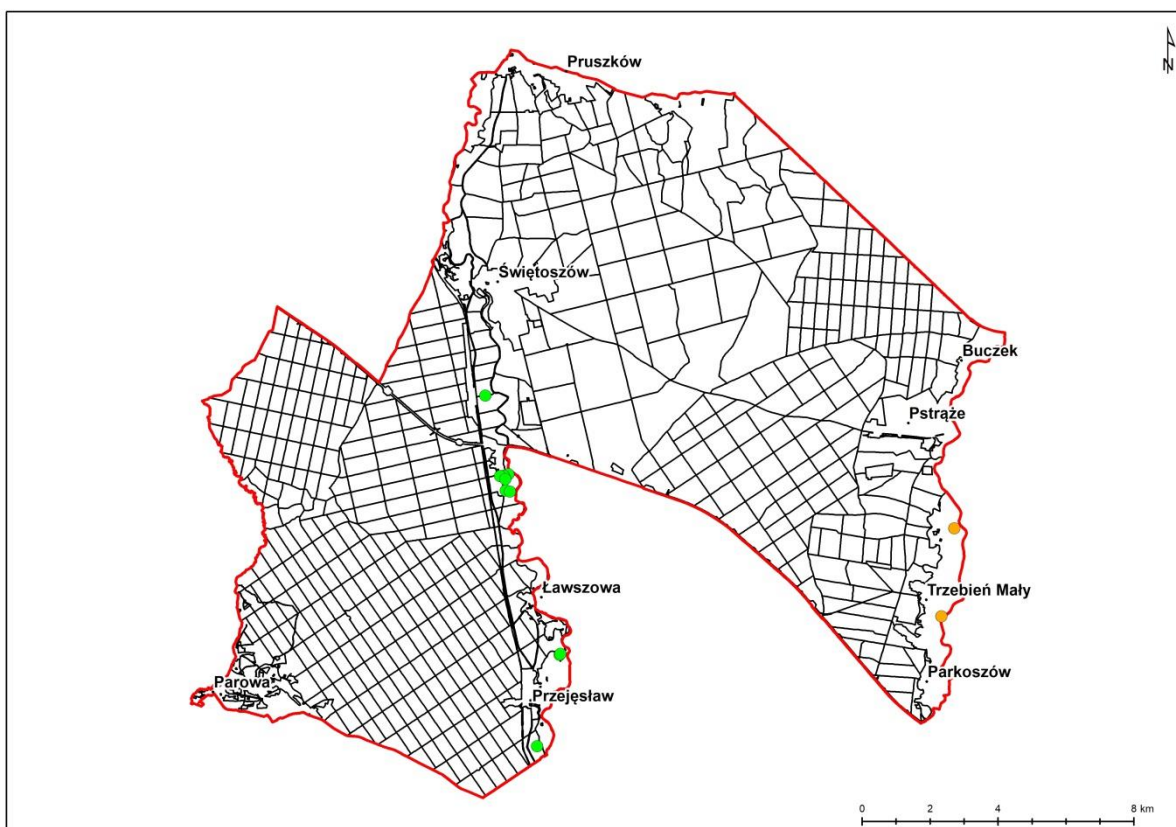 Pruszków
N
Świętoszów
Buczek
Pstrąże
Ławszowa
Trzebień Mały
Parowa
Przejęsław
Parkoszów
0 2 4 8 km